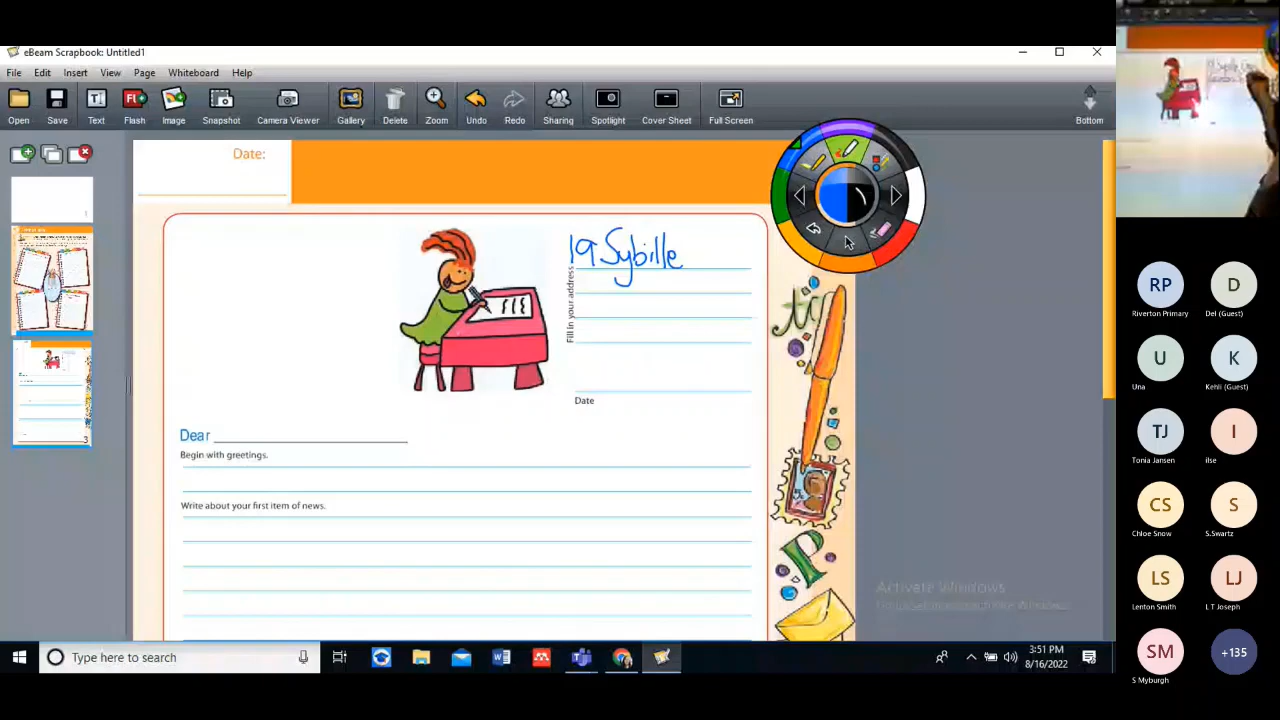 eBeam Scrapbook: Untitled1
File Edit Insert View Page Whiteboard Help
Open Save Text Flash Image Snapshot Camera Viewer Gallery Delete Zoom Undo Redo Sharing Spotlight Cover Sheet Full Screen Bottom
Date:
19 Sybille
Fill in your address
Date
Dear
Begin with greetings.
Write about your first item of news.
1
3
Activate Windows
Type here to search
3:51 PM
8/16/2022
RP D
Riverton Primary Del (Guest)
U K
Una Kehli (Guest)
TJ I
Tonia Jansen ilse
CS S
Chloe Snow S.Swartz
LS LJ
Lenton Smith L T Joseph
SM +135
S Myburgh